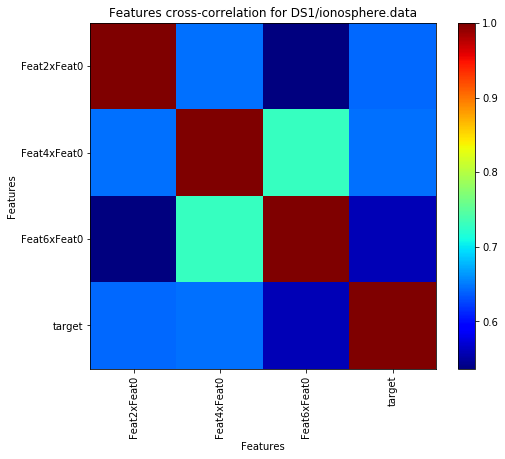 Features cross-correlation for DS1/ionosphere.data
Feat2xFeat0
Feat4xFeat0
Feat6xFeat0
target
Features
Feat2xFeat0
Feat4xFeat0
Feat6xFeat0
target
Features
1.0
0.9
0.8
0.7
0.6